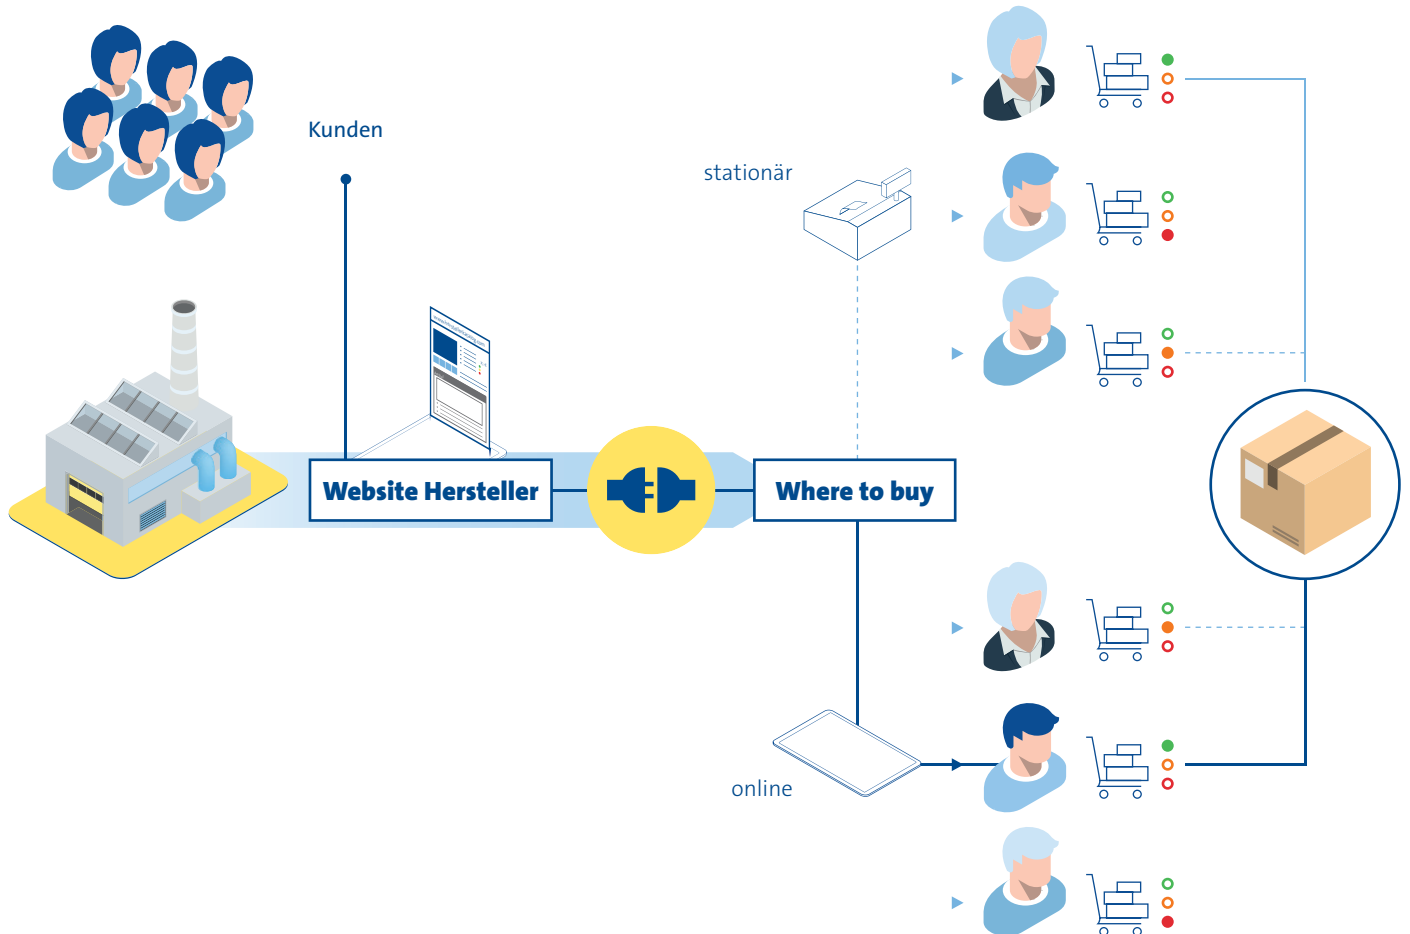 Kunden
stationär
Website Hersteller
Where to buy
online